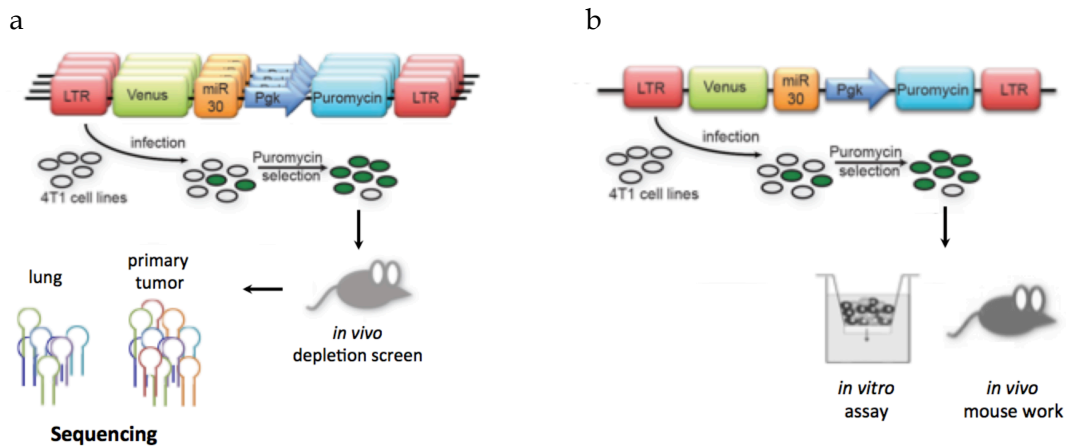 a
LTR Venus miR 30 Pgk Puromycin LTR
infection
Puromycin
selection
4T1 cell lines
lung
primary
tumor
in vivo
depletion screen
Sequencing
b
LTR Venus miR 30 Pgk Puromycin LTR
infection
Puromycin
selection
4T1 cell lines
in vitro
assay
in vivo
mouse work